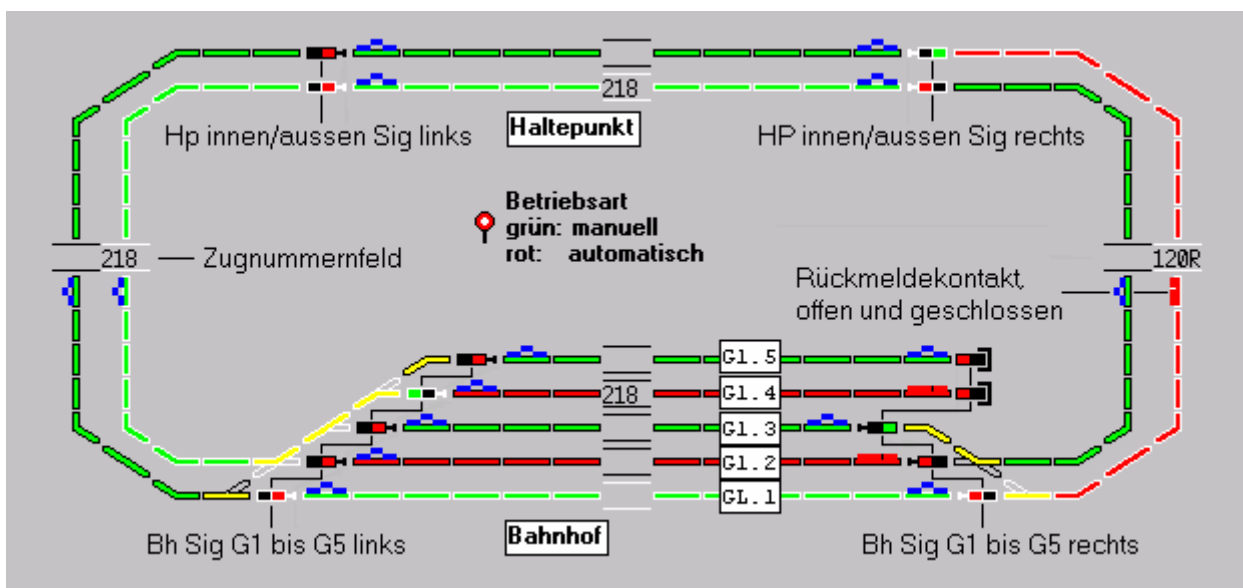 218
Hp innen/aussen Sig links
Haltepunkt
HP innen/aussen Sig rechts
Betriebsart
grün: manuell
rot: automatisch
218
Zugnummernfeld
120R
Rückmeldekontakt,
offen und geschlossen
Gl.5
218
Gl.4
Gl.3
Gl.2
GL.1
Bh Sig G1 bis G5 links
Bahnhof
Bh Sig G1 bis G5 rechts